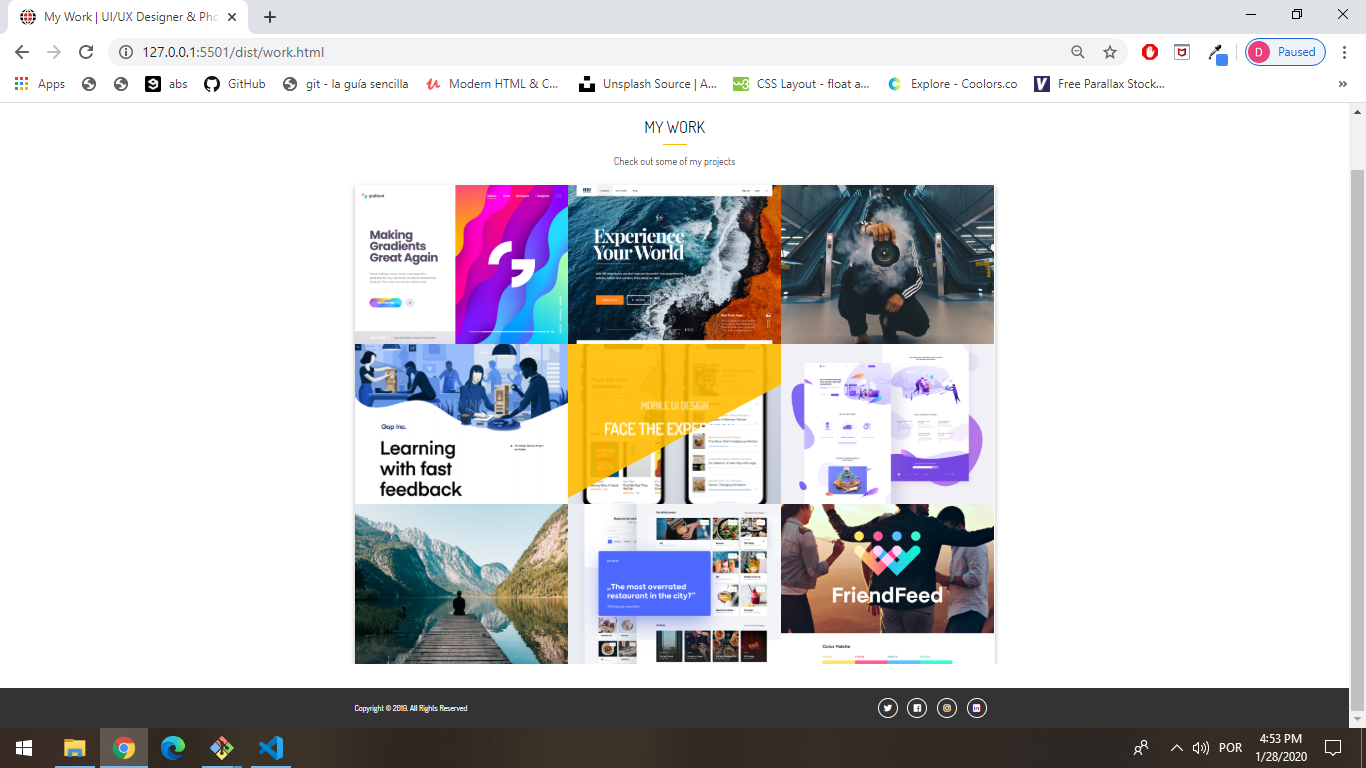 My Work | UI/UX Designer & Pho
127.0.0.1:5501/dist/work.html
D
Paused
Apps
abs
GitHub
git - la guía sencilla
Modern HTML & C...
Unsplash Source | A...
CSS Layout - float a...
Explore - Coolors.co
Free Parallax Stock...
MY WORK
Check out some of my projects
Making
Gradients
Great Again
Experience
Your World
Gap Inc.
Learning
with fast
feedback
MOBILE UI DESIGN
FACE THE EXPE
„The most overrated
restaurant in the city?”
FriendFeed
Color Palette
Copyright © 2019. All Rights Reserved
POR
4:53 PM
1/28/2020